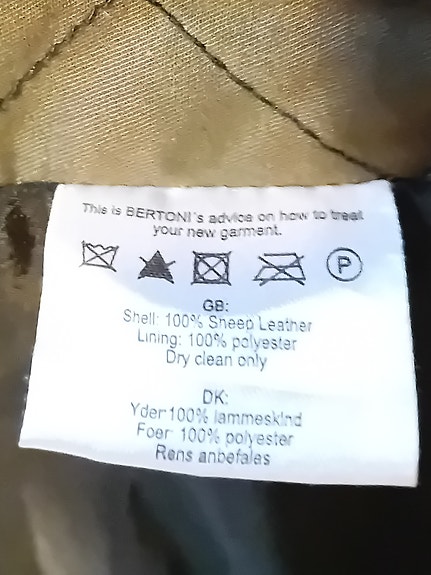 This is BERTONI's advice on how to treat
your new garment.
P
GB:
Shell: 100% Sheep Leather
Lining: 100% polyester
Dry clean only
DK:
Yder 100% lammeskind
Foer 100% polyester
Rens anbefales